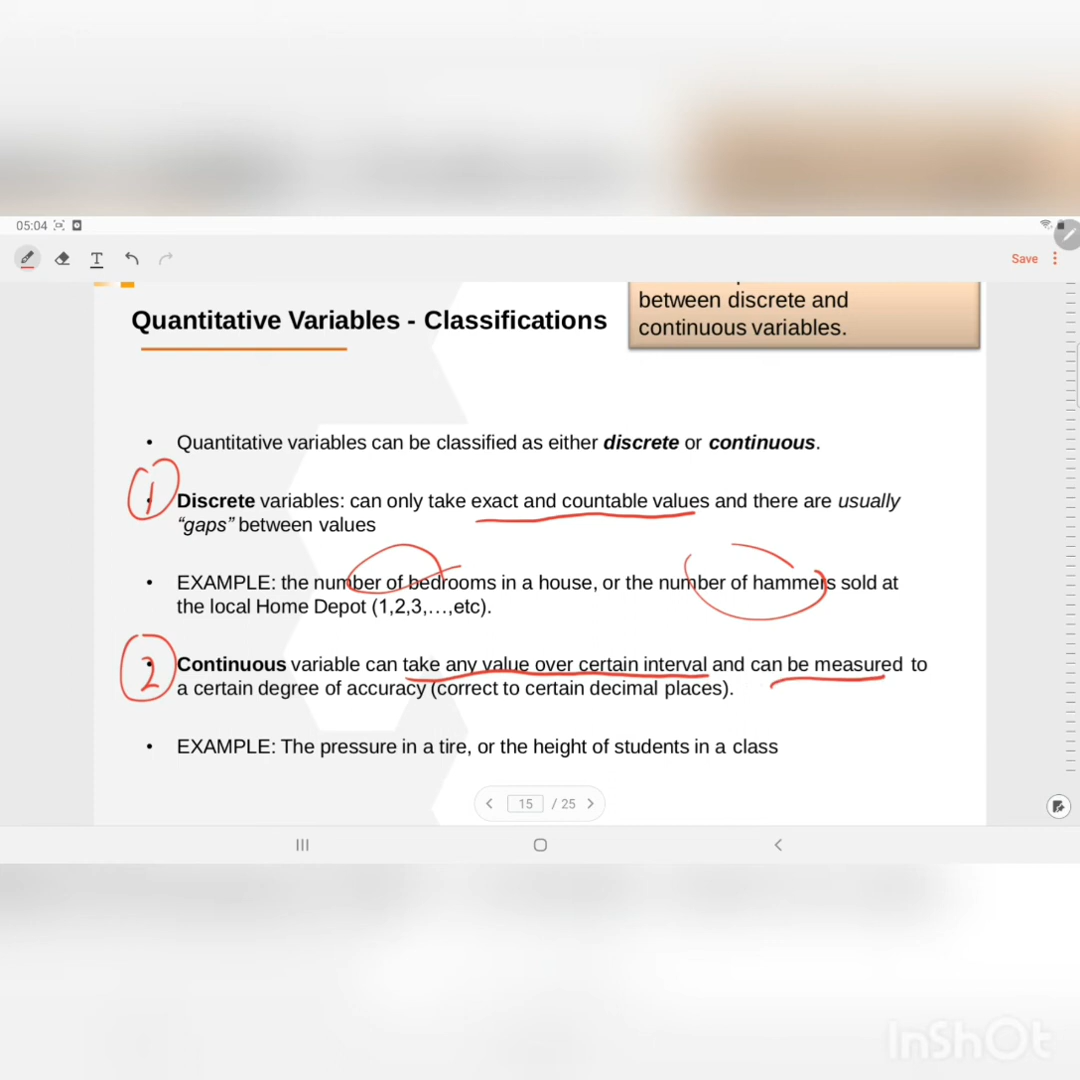 05:04
T
Save
between discrete and
continuous variables.
Quantitative Variables - Classifications
• Quantitative variables can be classified as either discrete or continuous.
1
• Discrete variables: can only take exact and countable values and there are usually
“gaps” between values
• EXAMPLE: the number of bedrooms in a house, or the number of hammers sold at
the local Home Depot (1,2,3,…,etc).
2
• Continuous variable can take any value over certain interval and can be measured to
a certain degree of accuracy (correct to certain decimal places).
• EXAMPLE: The pressure in a tire, or the height of students in a class
15 / 25
InShOt